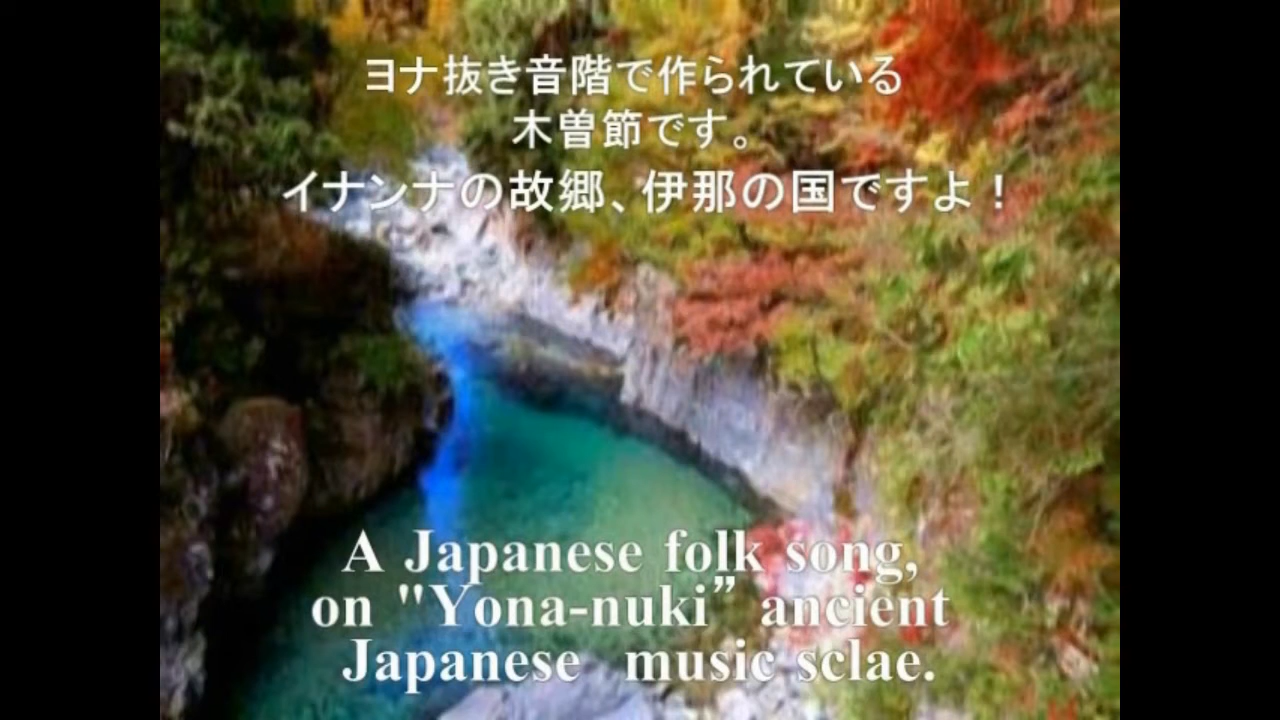 ヨナ抜き音階で作られている
木曽節です。
イナンナの故郷、伊那の国ですよ！
A Japanese folk song,
on "Yona-nuki” ancient
Japanese music sclae.